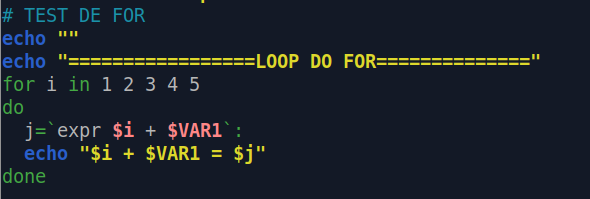 # TEST DE FOR
echo ""
echo "=================LOOP DO FOR=============="
for i in 1 2 3 4 5
do
  j=`expr $i + $VAR1`:
  echo "$i + $VAR1 = $j"
done